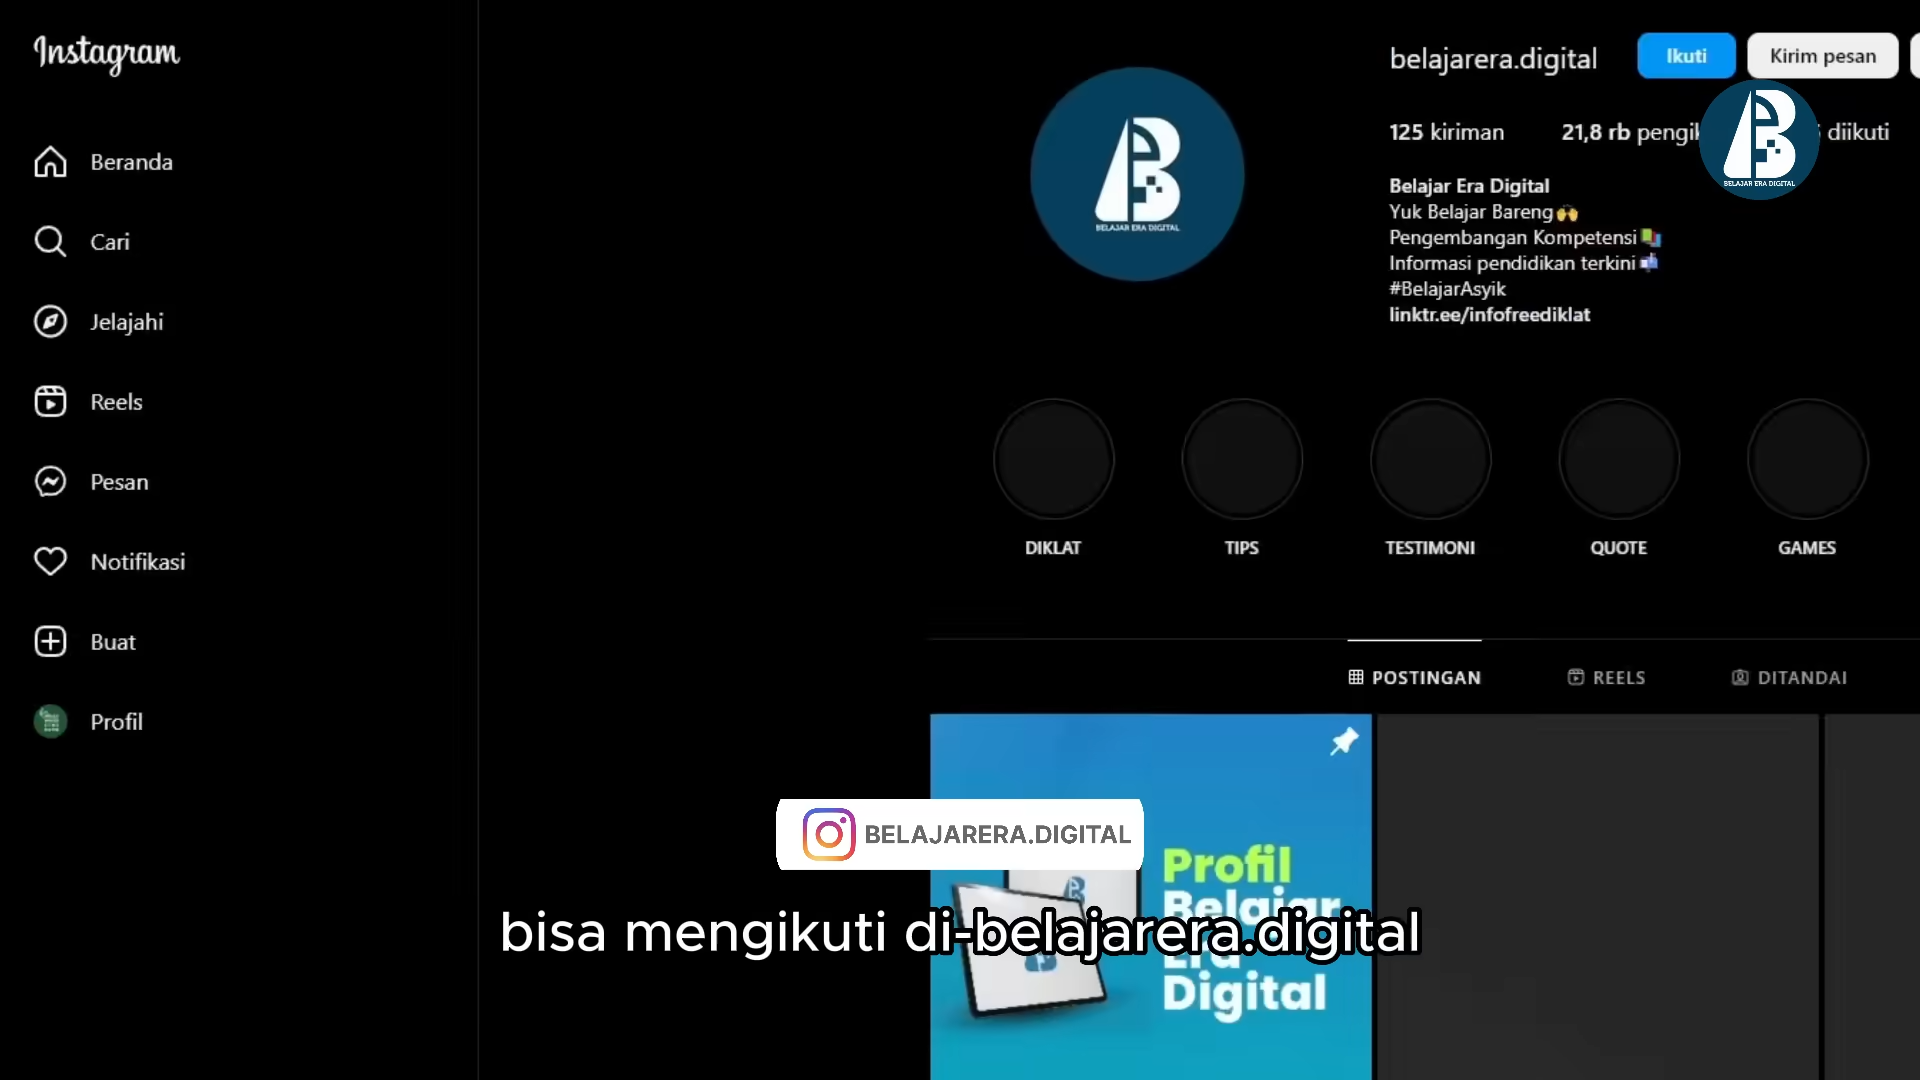 Instagram
Beranda
Cari
Jelajahi
Reels
Pesan
Notifikasi
Buat
Profil
belajarera.digital
Ikuti
Kirim pesan
125 kiriman
21,8 rb
diikuti
BELAJAR ERA DIGITAL
BELAJAR ERA DIGITAL
Belajar Era Digital
Yuk Belajar Bareng🙌
Pengembangan Kompetensi📚
Informasi pendidikan terkini📬
#BelajarAsyik
linktr.ee/infofreediklat
DIKLAT
TIPS
TESTIMONI
QUOTE
GAMES
POSTINGAN
REELS
DITANDAI
BELAJARERA.DIGITAL
Profil
Belajar
Era
Digital
bisa mengikuti di-belajarera.digital